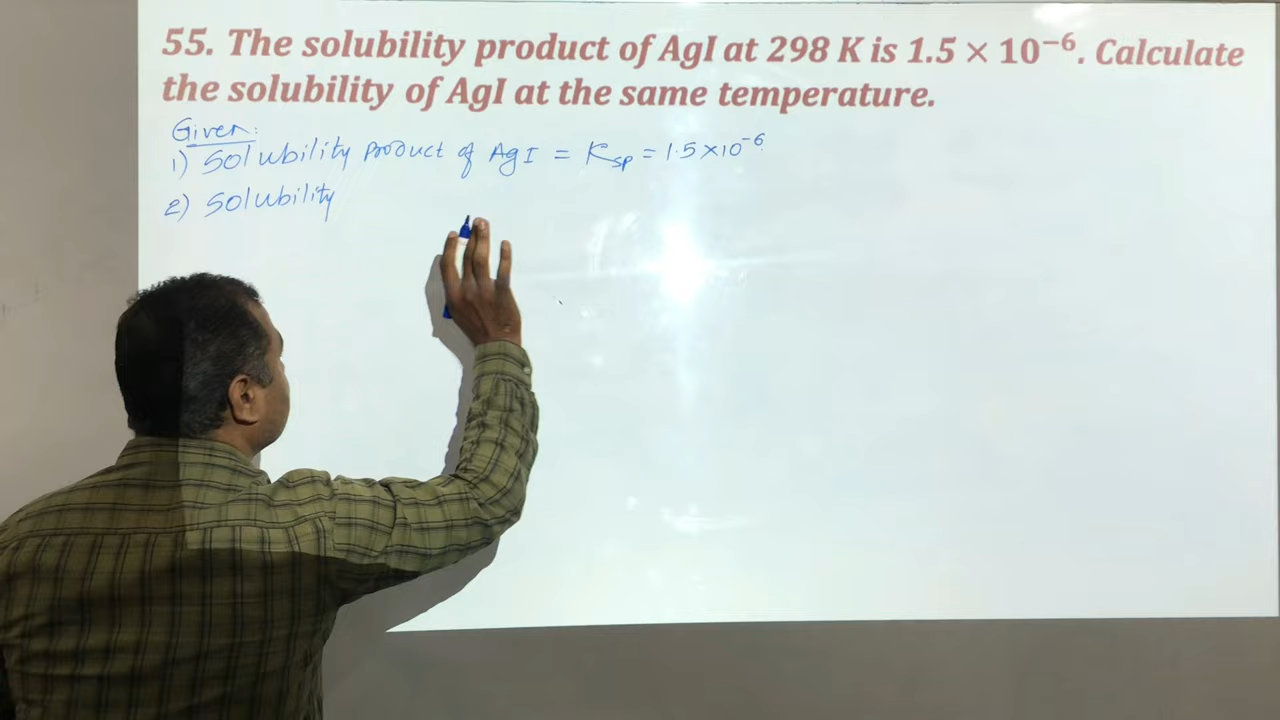 55. The solubility product of AgI at 298 K is 1.5 × 10⁻⁶. Calculate
the solubility of AgI at the same temperature.
Given:
1) Solubility product of AgI = Ksp = 1.5 × 10⁻⁶.
2) Solubility